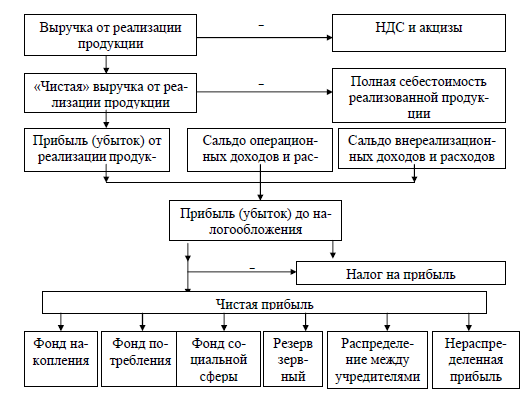 Выручка от реализации
продукции
–
НДС и акцизы
«Чистая» выручка от реа-
лизации продукции
–
Полная себестоимость
реализованной продук-
ции
Прибыль (убыток) от
реализации продук-
Сальдо операцион-
ных доходов и рас-
Сальдо внереализацион-
ных доходов и расходов
Прибыль (убыток) до на-
логообложения
–
Налог на прибыль
Чистая прибыль
Фонд на-
копления
Фонд по-
требления
Фонд со-
циальной
сферы
Резерв
зерв-
ный
Распределе-
ние между
учредителями
Нераспре-
деленная
прибыль